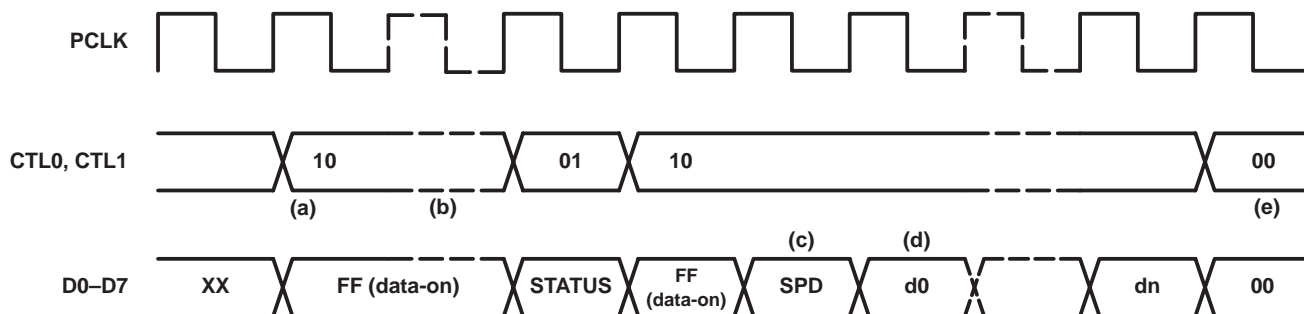 PCLK
CTL0, CTL1
10
01
10
00
(a)
(b)
(e)
(c)
(d)
D0–D7
XX
FF (data-on)
STATUS
FF
(data-on)
SPD
d0
dn
00